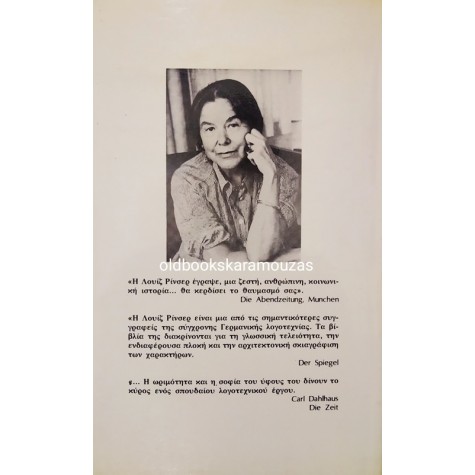 oldbookskaramouzas
«Η Λουίζ Ρίνσερ έγραψε, μια ζεστή, ανθρώπινη, κοινωνι-
κή ιστορία... θα κερδίσει το θαυμασμό σας».
Die Abendzeitung, Munchen
«Η Λουίζ Ρίνσερ είναι μια από τις σημαντικότερες συγ-
γραφείς της σύχρονης Γερμανικής λογοτεχνίας. Τα βι-
βλία της διακρίνονται για τη γλωσσική τελειότητα, την
ενδιαφέρουσα πλοκή και την αρχιτεκτονική σκιαγράφιση
των χαρακτήρων.
Der Spiegel
«... Η ωριμότητα και η σοφία του ύφους του δίνουν το
κύρος ενός σπουδαίου λογοτεχνικού έργου.
Carl Dahlhaus
Die Zeit